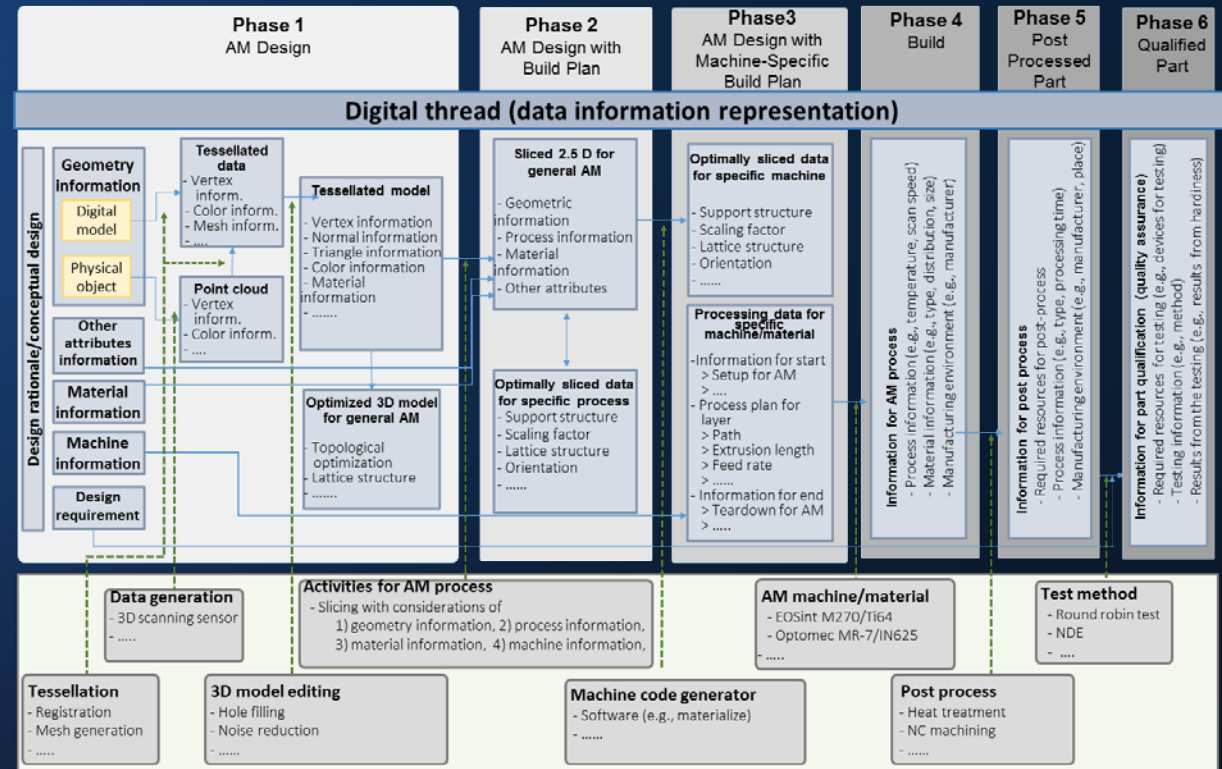 Phase 1
AM Design
Phase 2
AM Design with
Build Plan
Phase3
AM Design with
Machine-Specific
Build Plan
Phase 4
Build
Phase 5
Post
Processed
Part
Phase 6
Qualified
Part
Digital thread (data information representation)
Design rationale/conceptual design
Geometry
information
Digital
model
Physical
object
Other
attributes
information
Material
information
Machine
information
Design
requirement
Tessellated
data
- Vertex
inform.
- Color inform.
- Mesh inform.
- ....
Point cloud
- Vertex
inform.
- Color inform.
- ....
Tessellated model
- Vertex information
- Normal information
- Triangle information
- Color information
- Material
information
- .......
Optimized 3D model
for general AM
- Topological
optimization
- Lattice structure
- .......
Sliced 2.5 D for
general AM
- Geometric
information
- Process information
- Material
information
- Other attributes
Optimally sliced data
for specific process
- Support structure
- Scaling factor
- Lattice structure
- Orientation
- ......
Optimally sliced data
for specific machine
- Support structure
- Scaling factor
- Lattice structure
- Orientation
- ......
Processing data for
specific
machine/material
-Information for start
> Setup for AM
> ....
- Process plan for
layer
> Path
> Extrusion length
> Feed rate
> ......
- Information for end
> Teardown for AM
> .....
Information for AM process
- Process information (e.g., temperature, scan speed)
- Material information (e.g., type, distribution, size)
- Manufacturing environment (e.g., manufacturer)
Information for post process
- Required resources for post-process
- Process information (e.g., type, processing time)
- Manufacturing environment (e.g., manufacturer, place)
Information for part qualification (quality assurance)
- Required resources for testing (e.g., devices for testing)
- Testing information (e.g., method)
- Results from the testing (e.g., results from hardness)
Data generation
- 3D scanning sensor
- .....
Activities for AM process
- Slicing with considerations of
1) geometry information, 2) process information,
3) material information, 4) machine information,
AM machine/material
- EOSint M270/Ti64
- Optomec MR-7/IN625
- .....
Test method
- Round robin test
- NDE
- ....
Tessellation
- Registration
- Mesh generation
- .....
3D model editing
- Hole filling
- Noise reduction
- ......
Machine code generator
- Software (e.g., materialize)
- ......
Post process
- Heat treatment
- NC machining
- ......